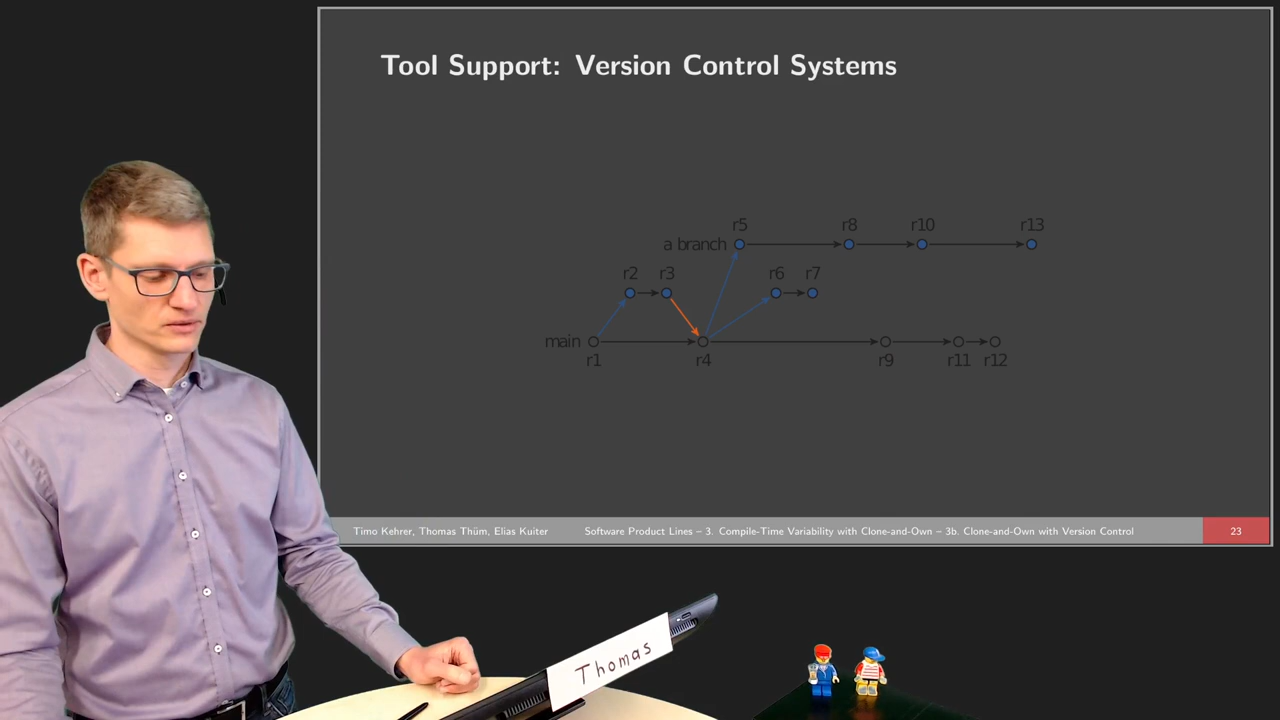 Tool Support: Version Control Systems
r5 r8 r10 r13
a branch
r2 r3 r6 r7
main
r1 r4 r9 r11 r12
Timo Kehrer, Thomas Thüm, Elias Kuiter Software Product Lines – 3. Compile-Time Variability with Clone-and-Own – 3b. Clone-and-Own with Version Control 23
Thomas